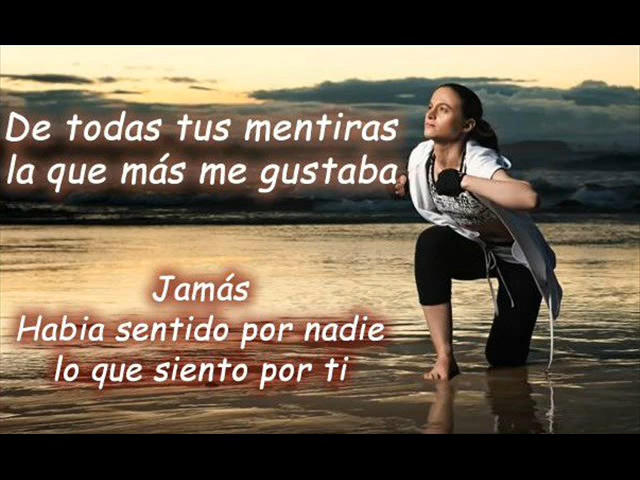 De todas tus mentiras
la que más me gustaba
Jamás
Habia sentido por nadie
lo que siento por ti